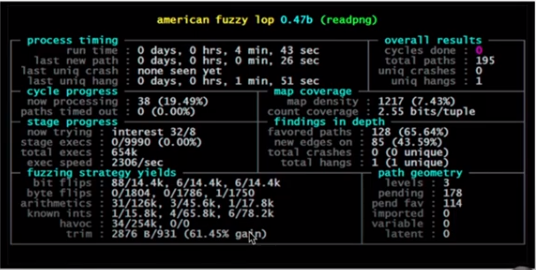 american fuzzy lop 0.47b (readpng)
process timing
run time : 0 days, 0 hrs, 4 min, 43 sec
last new path : 0 days, 0 hrs, 0 min, 26 sec
last uniq crash : none seen yet
last uniq hang : 0 days, 0 hrs, 1 min, 51 sec
overall results
cycles done : 0
total paths : 195
uniq crashes : 0
uniq hangs : 1
cycle progress
now processing : 38 (19.49%)
paths timed out : 0 (0.00%)
map coverage
map density : 1217 (7.43%)
count coverage : 2.55 bits/tuple
stage progress
now trying : interest 32/8
stage execs : 0/9990 (0.00%)
total execs : 654k
exec speed : 2306/sec
findings in depth
favored paths : 128 (65.64%)
new edges on : 85 (43.59%)
total crashes : 0 (0 unique)
total hangs : 1 (1 unique)
fuzzing strategy yields
bit flips : 88/14.4k, 6/14.4k, 6/14.4k
byte flips : 0/1804, 0/1786, 1/1750
arithmetics : 31/126k, 3/45.6k, 1/17.8k
known ints : 1/15.8k, 4/65.8k, 6/78.2k
havoc : 34/254k, 0/0
trim : 2876 B/931 (61.45% gain)
path geometry
levels : 3
pending : 178
pend fav : 114
imported : 0
variable : 0
latent : 0